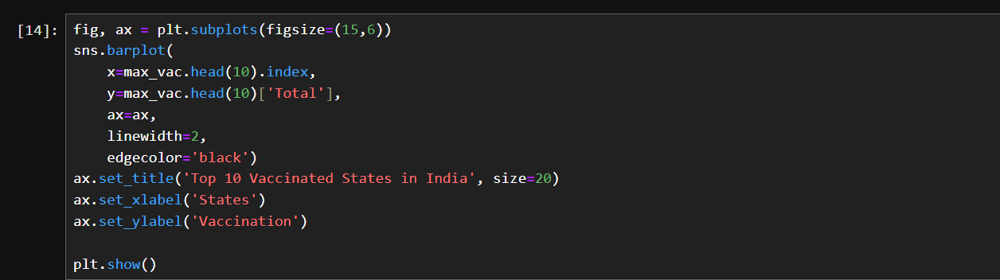 [14]: fig, ax = plt.subplots(figsize=(15,6))
sns.barplot(
    x=max_vac.head(10).index,
    y=max_vac.head(10)['Total'],
    ax=ax,
    linewidth=2,
    edgecolor='black')
ax.set_title('Top 10 Vaccinated States in India', size=20)
ax.set_xlabel('States')
ax.set_ylabel('Vaccination')

plt.show()